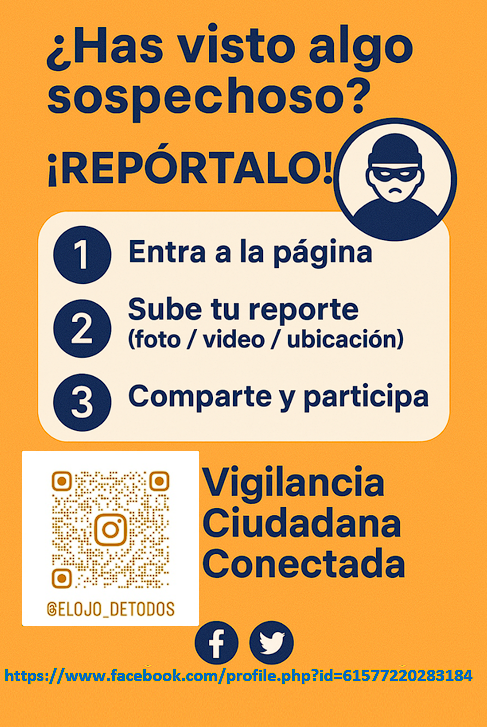 ¿Has visto algo
sospechoso?
¡REPÓRTALO!
1 Entra a la página
2 Sube tu reporte
(foto / video / ubicación)
3 Comparte y participa
@ELOJO_DETODOS
Vigilancia
Ciudadana
Conectada
https://www.facebook.com/profile.php?id=61577220283184